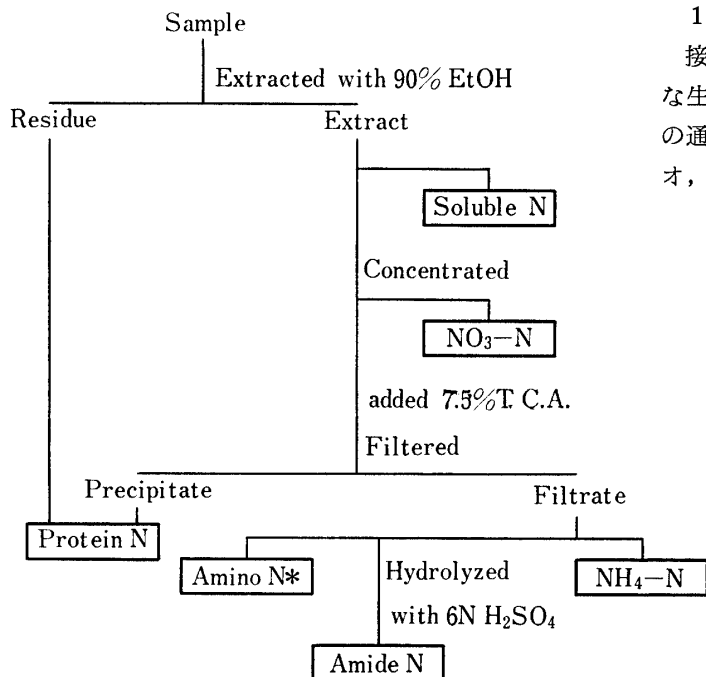 Sample
Extracted with 90% EtOH
Residue
Extract
Soluble N
Concentrated
NO₃−N
added 7.5%T. C.A.
Filtered
Precipitate
Filtrate
Protein N
Amino N*
Hydrolyzed
with 6N H₂SO₄
NH₄−N
Amide N
1
接
な生
の通
オ，